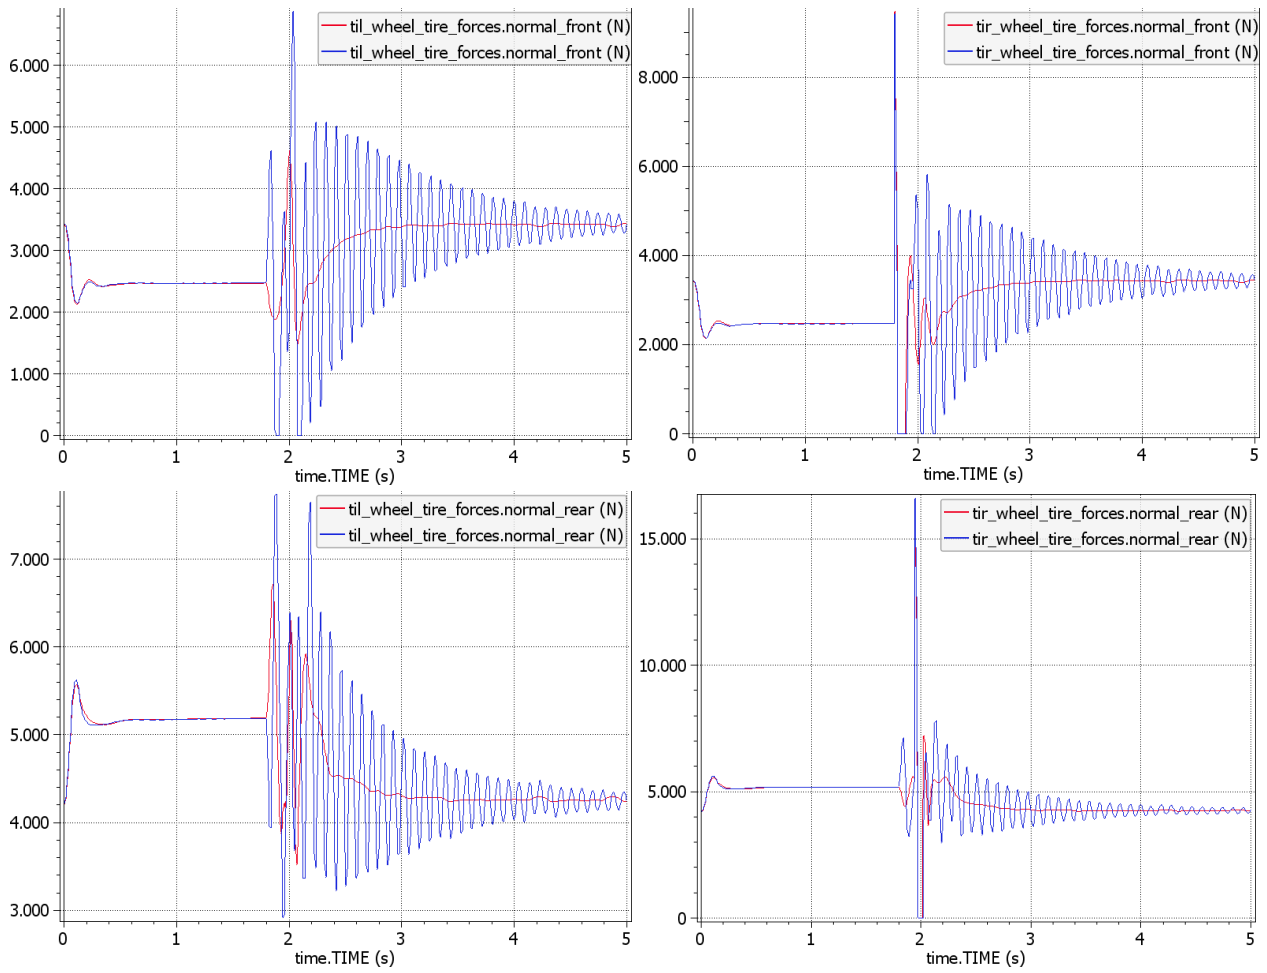 til_wheel_tire_forces.normal_front (N)
til_wheel_tire_forces.normal_front (N)
6.000
5.000
4.000
3.000
2.000
1.000
0
0 1 2 3 4 5
time.TIME (s)
tir_wheel_tire_forces.normal_front (N)
tir_wheel_tire_forces.normal_front (N)
8.000
6.000
4.000
2.000
0
0 1 2 3 4 5
time.TIME (s)
til_wheel_tire_forces.normal_rear (N)
til_wheel_tire_forces.normal_rear (N)
7.000
6.000
5.000
4.000
3.000
0 1 2 3 4 5
time.TIME (s)
tir_wheel_tire_forces.normal_rear (N)
tir_wheel_tire_forces.normal_rear (N)
15.000
10.000
5.000
0
0 1 2 3 4 5
time.TIME (s)